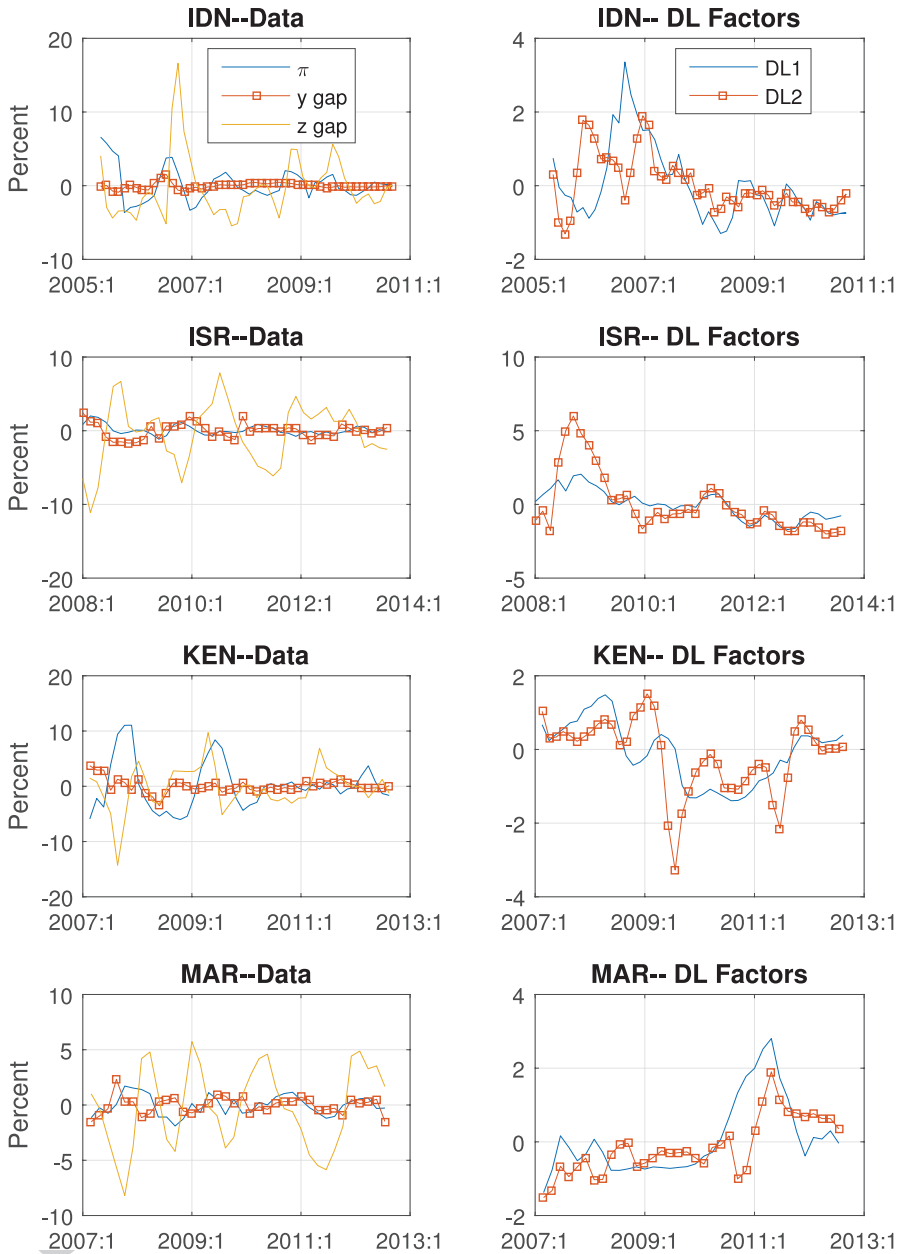 IDN--Data
20
10
0
-10
Percent
π
y gap
z gap
2005:1 2007:1 2009:1 2011:1
IDN-- DL Factors
4
2
0
-2
DL1
DL2
2005:1 2007:1 2009:1 2011:1
ISR--Data
10
0
-10
-20
Percent
2008:1 2010:1 2012:1 2014:1
ISR-- DL Factors
10
5
0
-5
2008:1 2010:1 2012:1 2014:1
KEN--Data
20
10
0
-10
20
Percent
2007:1 2009:1 2011:1 2013:1
KEN-- DL Factors
2
0
-2
-4
2007:1 2009:1 2011:1 2013:1
MAR--Data
10
5
0
-5
-10
Percent
2007:1 2009:1 2011:1 2013:1
MAR-- DL Factors
4
2
0
-2
2007:1 2009:1 2011:1 2013:1